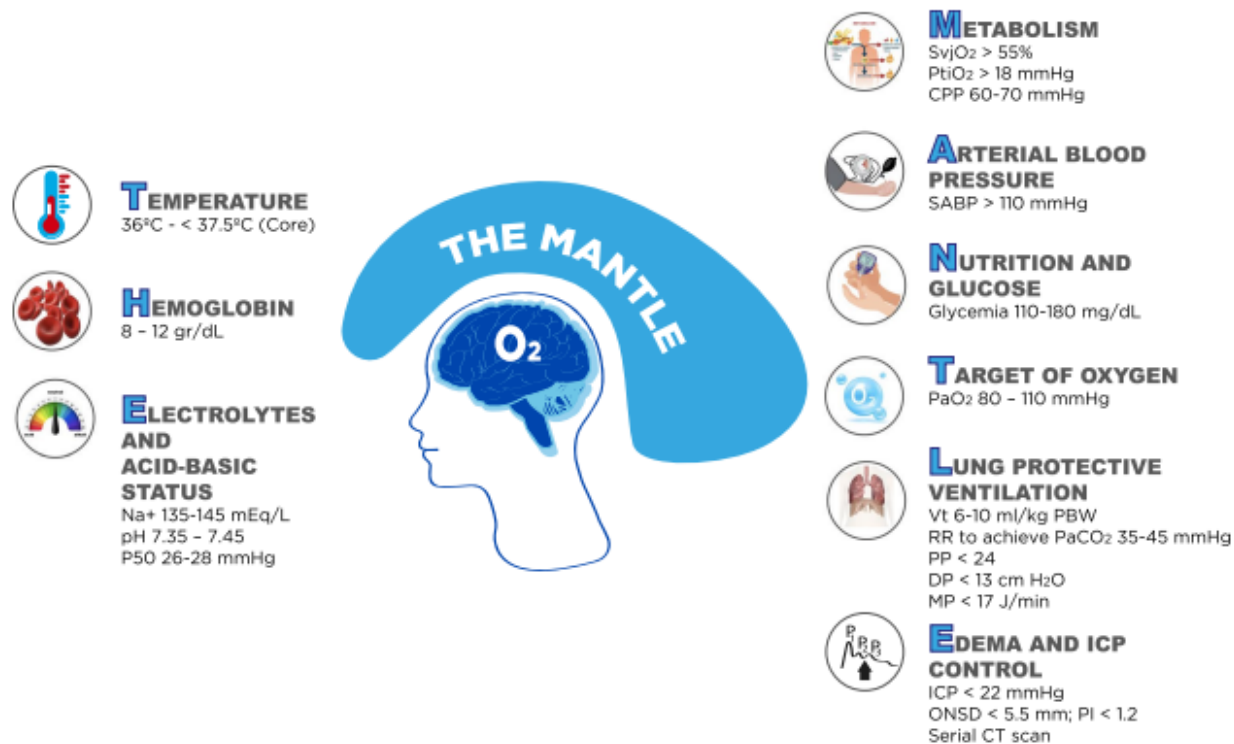 TEMPERATURE
36ºC - < 37.5ºC (Core)
HEMOGLOBIN
8 – 12 gr/dL
ELECTROLYTES
AND
ACID-BASIC
STATUS
Na+ 135-145 mEq/L
pH 7.35 – 7.45
P50 26-28 mmHg
THE MANTLE
O₂
METABOLISM
SvjO₂ > 55%
PtiO₂ > 18 mmHg
CPP 60-70 mmHg
ARTERIAL BLOOD
PRESSURE
SABP > 110 mmHg
NUTRITION AND
GLUCOSE
Glycemia 110-180 mg/dL
O₂
TARGET OF OXYGEN
PaO₂ 80 – 110 mmHg
LUNG PROTECTIVE
VENTILATION
Vt 6-10 ml/kg PBW
RR to achieve PaCO₂ 35-45 mmHg
PP < 24
DP < 13 cm H₂O
MP < 17 J/min
P₁ P₂ P₃
EDEMA AND ICP
CONTROL
ICP < 22 mmHg
ONSD < 5.5 mm; PI < 1.2
Serial CT scan